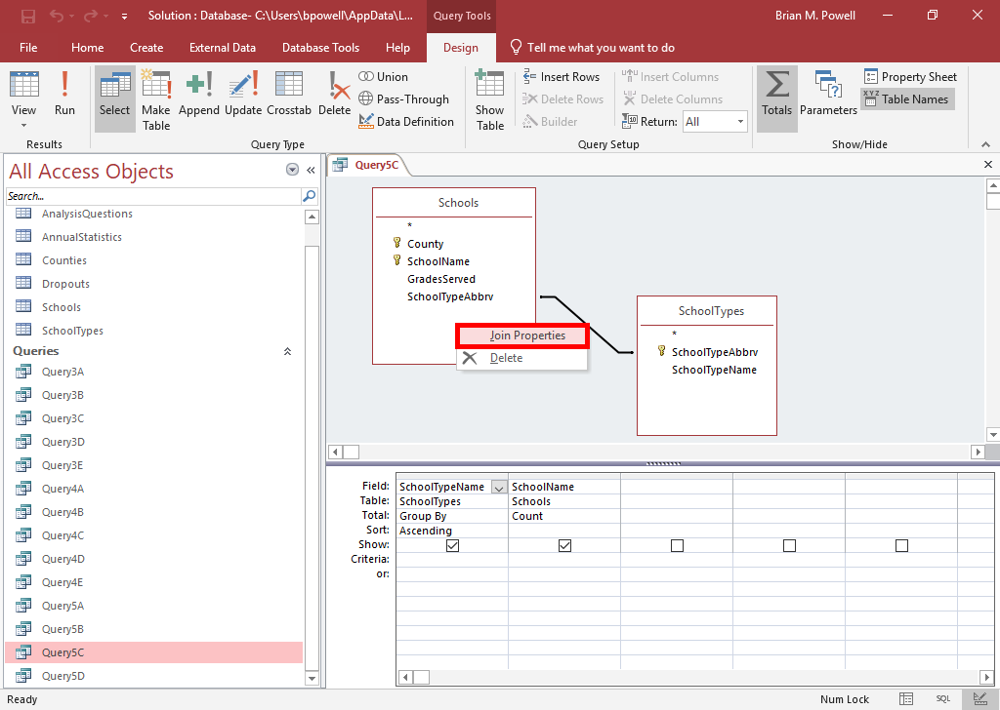 Solution : Database- C:\Users\bpowell\AppData\L...
Query Tools
Brian M. Powell
File
Home
Create
External Data
Database Tools
Help
Design
Tell me what you want to do
View
Run
Select
Make
Table
Append
Update
Crosstab
Delete
Union
Pass-Through
Data Definition
Show
Table
Insert Rows
Delete Rows
Builder
Insert Columns
Delete Columns
Return: All
Totals
Parameters
Property Sheet
XYZ Table Names
Results
Query Type
Query Setup
Show/Hide
All Access Objects
Search...
AnalysisQuestions
AnnualStatistics
Counties
Dropouts
Schools
SchoolTypes
Queries
Query3A
Query3B
Query3C
Query3D
Query3E
Query4A
Query4B
Query4C
Query4D
Query4E
Query5A
Query5B
Query5C
Query5D
Query5C
Schools
*
County
SchoolName
GradesServed
SchoolTypeAbbrv
Join Properties
Delete
SchoolTypes
*
SchoolTypeAbbrv
SchoolTypeName
Field: SchoolTypeName SchoolName
Table: SchoolTypes Schools
Total: Group By Count
Sort: Ascending
Show:
Criteria:
or:
Ready
Num Lock
SQL